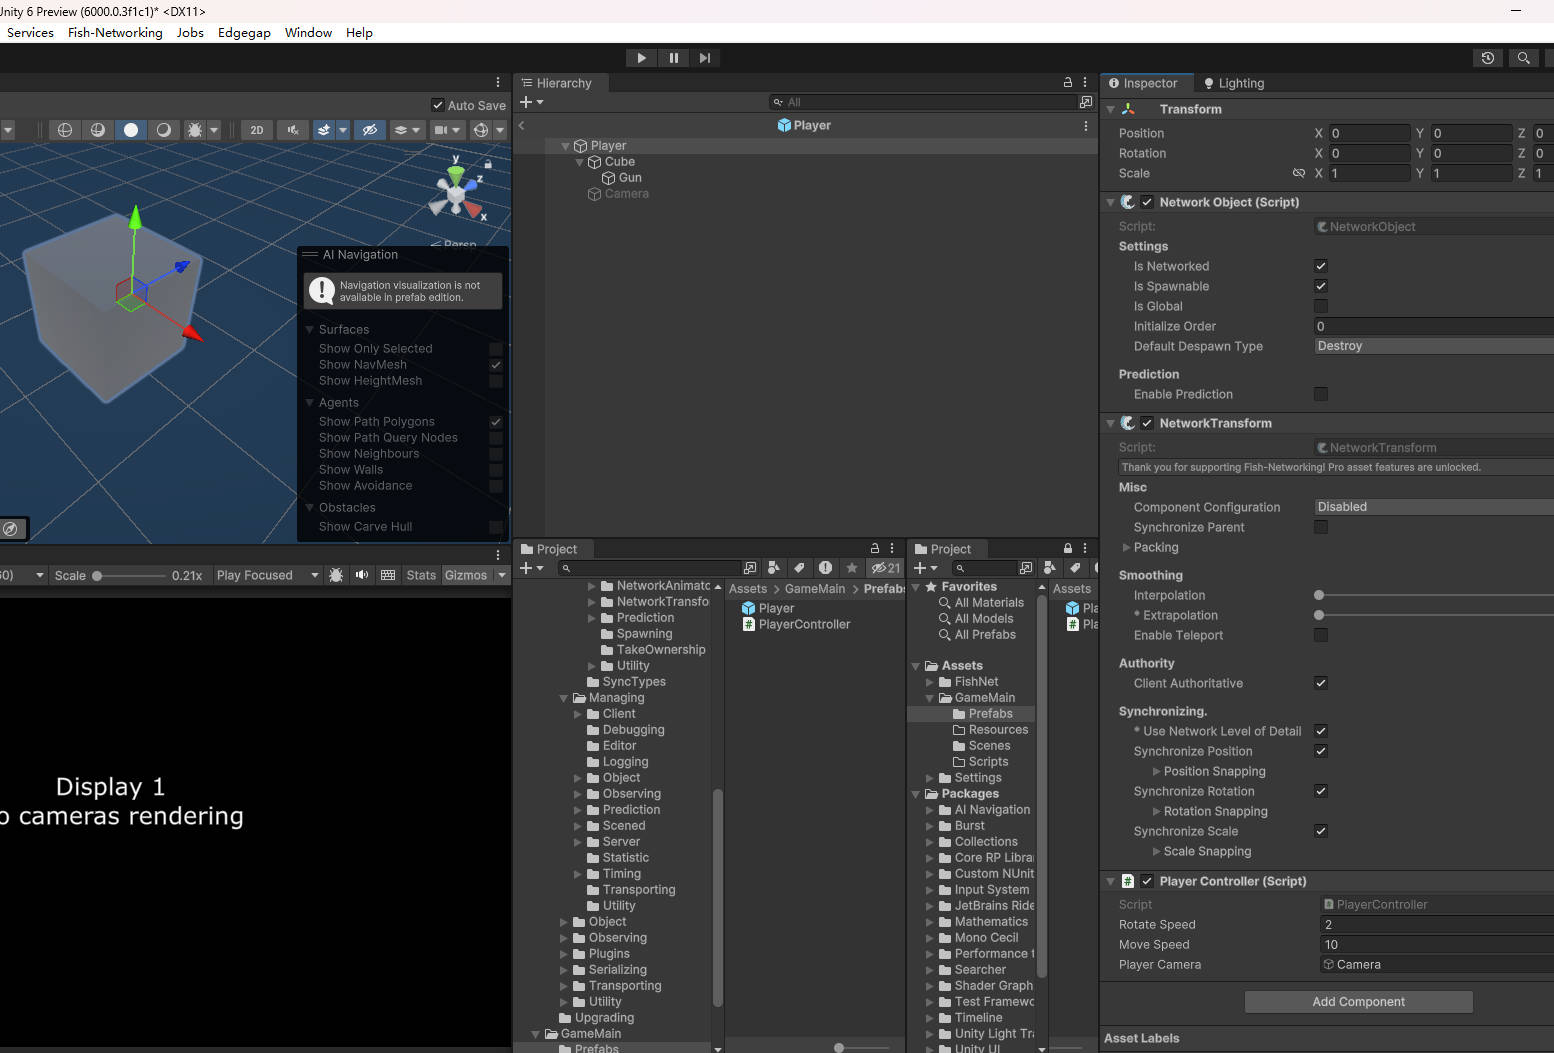 Unity 6 Preview (6000.0.3f1c1)* <DX11>
Services Fish-Networking Jobs Edgegap Window Help
Auto Save
2D
y
z
x
Persp
AI Navigation
Navigation visualization is not
available in prefab edition.
Surfaces
Show Only Selected
Show NavMesh
Show HeightMesh
Agents
Show Path Polygons
Show Path Query Nodes
Show Neighbours
Show Walls
Show Avoidance
Obstacles
Show Carve Hull
Scale 0.21x Play Focused Stats Gizmos
Display 1
cameras rendering
Hierarchy
All
Player
Player
Cube
Gun
Camera
Project
21
NetworkAnimato
NetworkTransfo
Prediction
Spawning
TakeOwnership
Utility
SyncTypes
Managing
Client
Debugging
Editor
Logging
Object
Observing
Prediction
Scened
Server
Statistic
Timing
Transporting
Utility
Object
Observing
Plugins
Serializing
Transporting
Utility
Upgrading
GameMain
Prefabs
Assets > GameMain > Prefabs
Player
PlayerController
Project
Favorites
All Materials
All Models
All Prefabs
Assets
FishNet
GameMain
Prefabs
Resources
Scenes
Scripts
Settings
Packages
AI Navigation
Burst
Collections
Core RP Librar
Custom NUnit
Input System
JetBrains Ride
Mathematics
Mono Cecil
Performance t
Searcher
Shader Graph
Test Framewo
Timeline
Unity Light Tra
Unity UI
Assets
Pla
Pla
Inspector Lighting
Transform
Position X 0 Y 0 Z 0
Rotation X 0 Y 0 Z 0
Scale X 1 Y 1 Z 1
Network Object (Script)
Script: NetworkObject
Settings
Is Networked
Is Spawnable
Is Global
Initialize Order 0
Default Despawn Type Destroy
Prediction
Enable Prediction
NetworkTransform
Script: NetworkTransform
Thank you for supporting Fish-Networking! Pro asset features are unlocked.
Misc
Component Configuration Disabled
Synchronize Parent
Packing
Smoothing
Interpolation
* Extrapolation
Enable Teleport
Authority
Client Authoritative
Synchronizing.
* Use Network Level of Detail
Synchronize Position
Position Snapping
Synchronize Rotation
Rotation Snapping
Synchronize Scale
Scale Snapping
Player Controller (Script)
Script PlayerController
Rotate Speed 2
Move Speed 10
Player Camera Camera
Add Component
Asset Labels